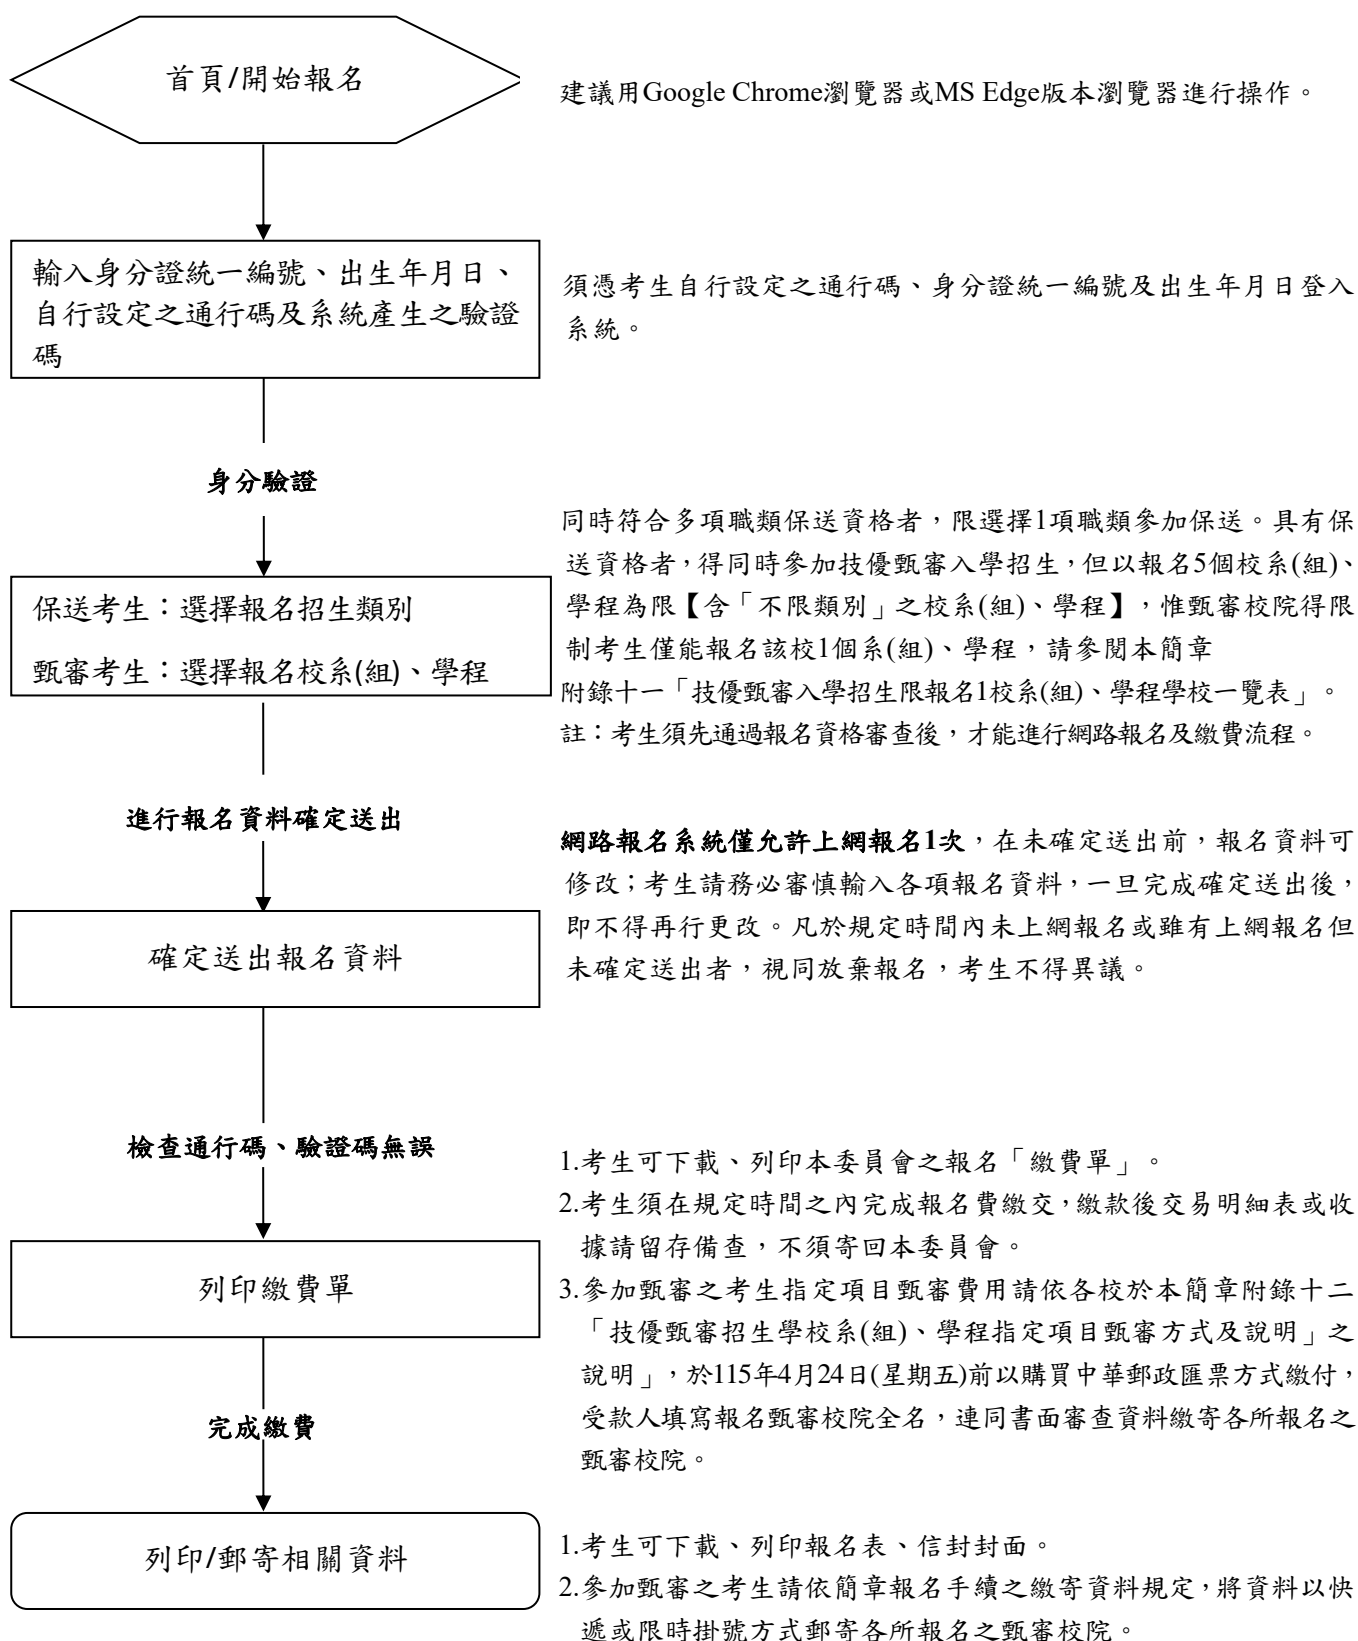 首頁/開始報名
建議用Google Chrome瀏覽器或MS Edge版本瀏覽器進行操作。
輸入身分證統一編號、出生年月日、
自行設定之通行碼及系統產生之驗證
碼
須憑考生自行設定之通行碼、身分證統一編號及出生年月日登入
系統。
身分驗證
保送考生：選擇報名招生類別
甄審考生：選擇報名校系(組)、學程
同時符合多項職類保送資格者，限選擇1項職類參加保送。具有保
送資格者，得同時參加技優甄審入學招生，但以報名5個校系(組)、
學程為限【含「不限類別」之校系(組)、學程】，惟甄審校院得限
制考生僅能報名該校1個系(組)、學程，請參閱本簡章
附錄十一「技優甄審入學招生限報名1校系(組)、學程學校一覽表」。
註：考生須先通過報名資格審查後，才能進行網路報名及繳費流程。
進行報名資料確定送出
確定送出報名資料
網路報名系統僅允許上網報名1次，在未確定送出前，報名資料可
修改；考生請務必審慎輸入各項報名資料，一旦完成確定送出後，
即不得再行更改。凡於規定時間內未上網報名或雖有上網報名但
未確定送出者，視同放棄報名，考生不得異議。
檢查通行碼、驗證碼無誤
列印繳費單
1.考生可下載、列印本委員會之報名「繳費單」。
2.考生須在規定時間之內完成報名費繳交，繳款後交易明細表或收
據請留存備查，不須寄回本委員會。
3.參加甄審之考生指定項目甄審費用請依各校於本簡章附錄十二
「技優甄審招生學校系(組)、學程指定項目甄審方式及說明」之
說明」，於115年4月24日(星期五)前以購買中華郵政匯票方式繳付，
受款人填寫報名甄審校院全名，連同書面審查資料繳寄各所報名之
甄審校院。
完成繳費
列印/郵寄相關資料
1.考生可下載、列印報名表、信封封面。
2.參加甄審之考生請依簡章報名手續之繳寄資料規定，將資料以快
遞或限時掛號方式郵寄各所報名之甄審校院。